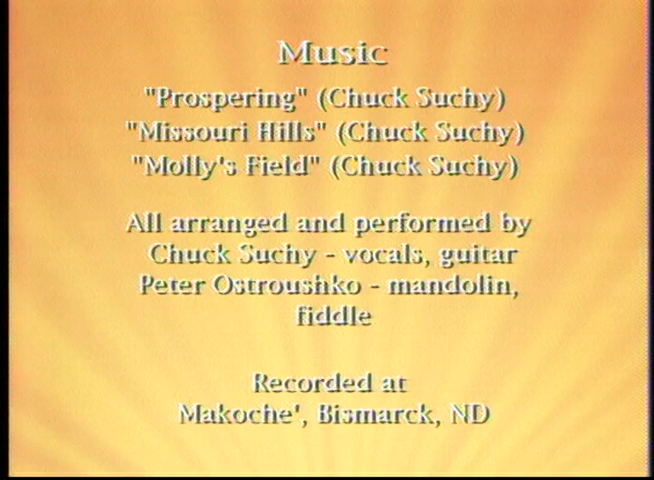 Music
"Prospering" (Chuck Suchy)
"Missouri Hills" (Chuck Suchy)
"Molly's Field" (Chuck Suchy)
All arranged and performed by
Chuck Suchy - vocals, guitar
Peter Ostroushko - mandolin,
fiddle
Recorded at
Makoche', Bismarck, ND